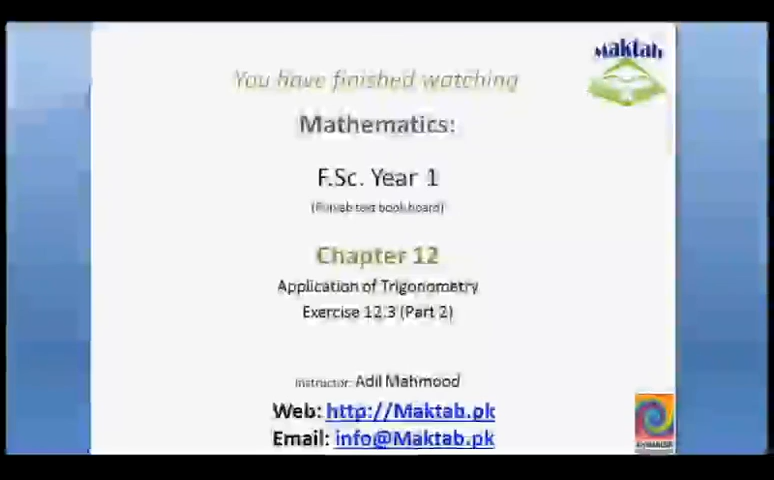 Maktab
You have finished watching
Mathematics:
F.Sc. Year 1
(Punjab text book board)
Chapter 12
Application of Trigonometry
Exercise 12.3 (Part 2)
Instructor: Adil Mahmood
Web: http://Maktab.pk
Email: info@Maktab.pk